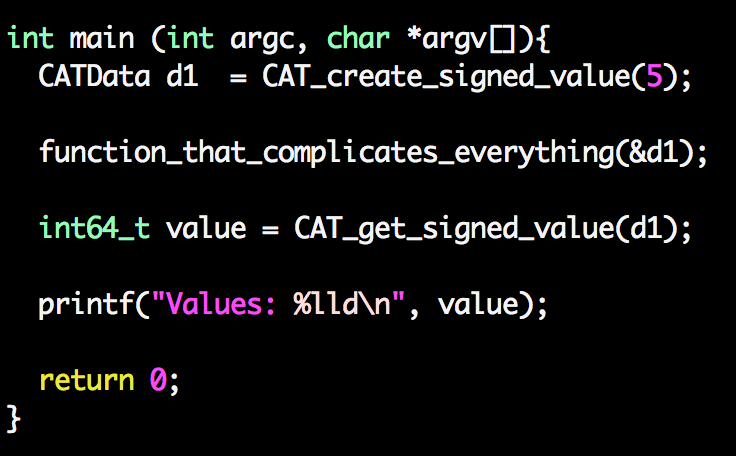 int main (int argc, char *argv[]){
  CATData d1  = CAT_create_signed_value(5);

  function_that_complicates_everything(&d1);

  int64_t value = CAT_get_signed_value(d1);

  printf("Values: %lld\n", value);

  return 0;
}